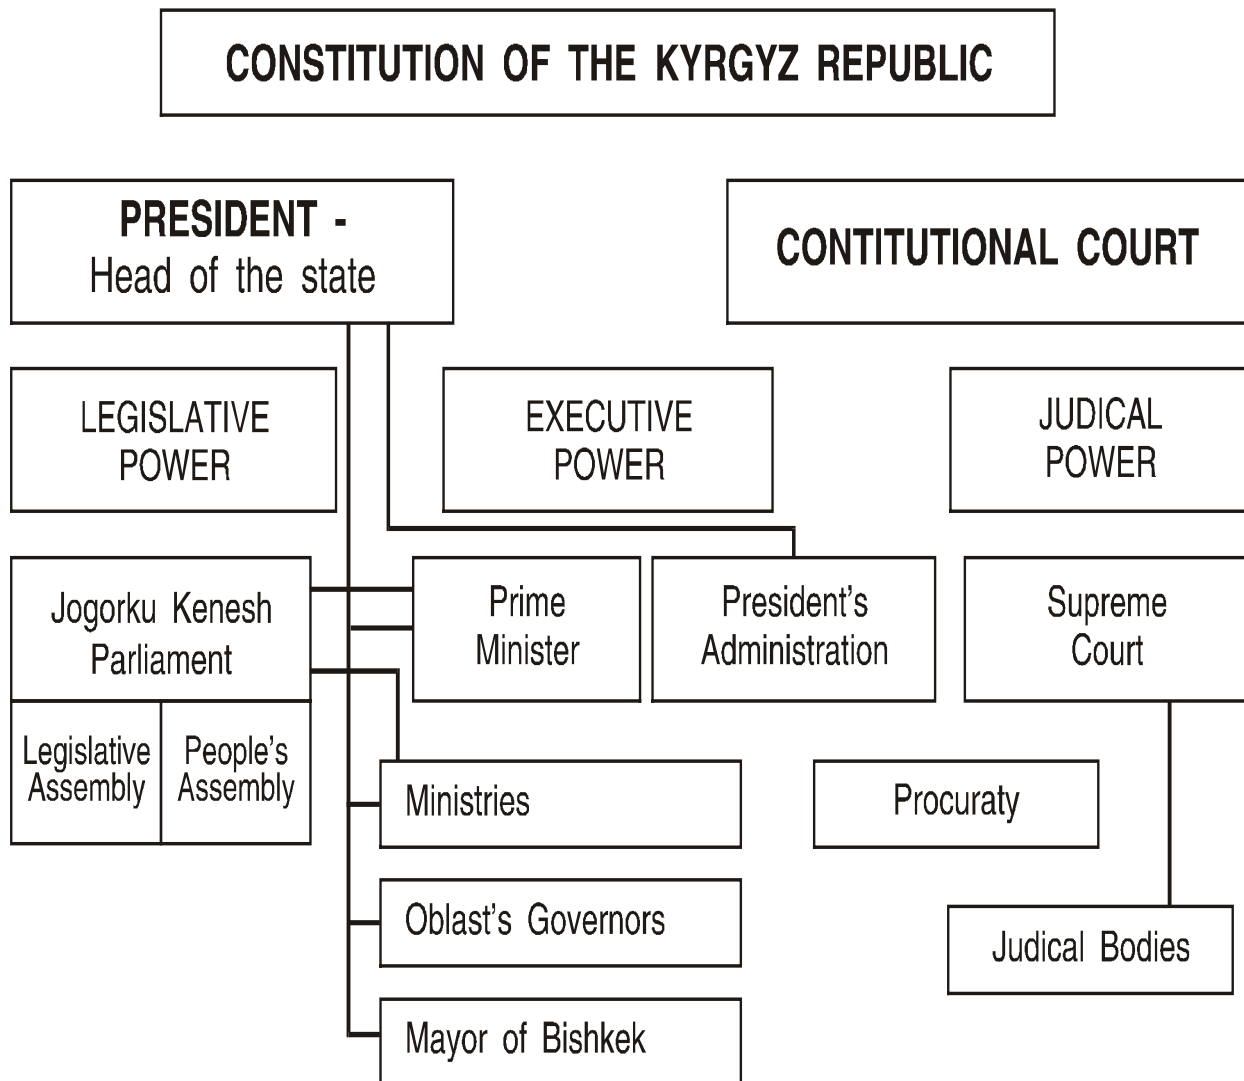 CONSTITUTION OF THE KYRGYZ REPUBLIC
PRESIDENT -
Head of the state
CONTITUTIONAL COURT
LEGISLATIVE
POWER
EXECUTIVE
POWER
JUDICAL
POWER
Jogorku Kenesh
Parliament
Prime
Minister
President's
Administration
Supreme
Court
Legislative
Assembly
People's
Assembly
Ministries
Procuraty
Oblast's Governors
Judical Bodies
Mayor of Bishkek